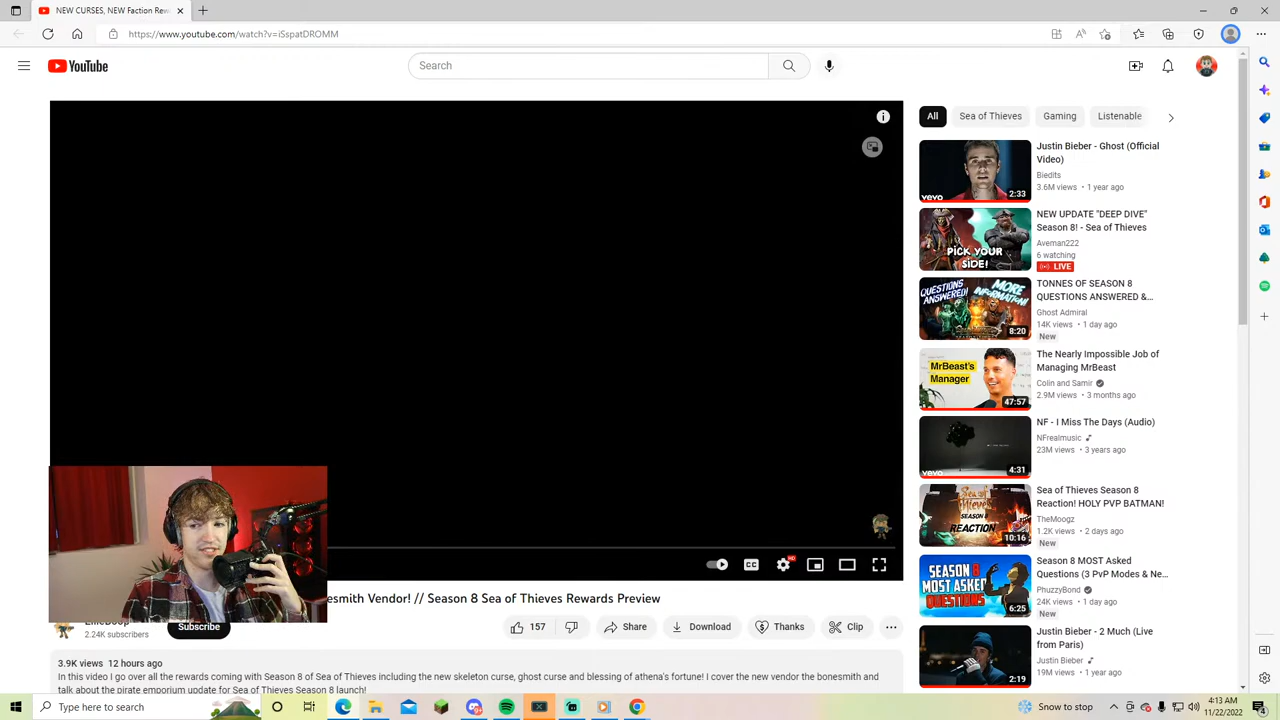 NEW CURSES, NEW Faction Rew
https://www.youtube.com/watch?v=iSspatDROMM
YouTube
Search
All
Sea of Thieves
Gaming
Listenable
Justin Bieber - Ghost (Official
Video)
Biedits
3.6M views • 1 year ago
vevo
2:33
NEW UPDATE "DEEP DIVE"
Season 8! - Sea of Thieves
Aveman222
6 watching
LIVE
PICK YOUR
SIDE!
TONNES OF SEASON 8
QUESTIONS ANSWERED &...
Ghost Admiral
14K views • 1 day ago
New
QUESTIONS
ANSWERED!
MORE
INFORMATION!
8:20
The Nearly Impossible Job of
Managing MrBeast
Colin and Samir
2.9M views • 3 months ago
MrBeast's
Manager
47:57
NF - I Miss The Days (Audio)
NFrealmusic
23M views • 3 years ago
vevo
4:31
Sea of Thieves Season 8
Reaction! HOLY PVP BATMAN!
TheMoogz
1.2K views • 2 days ago
New
Sea of
Thieves
SEASON 8
REACTION
10:16
Season 8 MOST Asked
Questions (3 PvP Modes & Ne...
PhuzzyBond
24K views • 1 day ago
New
SEASON 8
MOST ASKED
QUESTIONS
6:25
Justin Bieber - 2 Much (Live
from Paris)
Justin Bieber
19M views • 1 year ago
2:19
CC
HD
esmith Vendor! // Season 8 Sea of Thieves Rewards Preview
2.24K subscribers
Subscribe
157
Share
Download
Thanks
Clip
3.9K views 12 hours ago
In this video I go over all the rewards coming with Season 8 of Sea of Thieves including the new skeleton curse, ghost curse and blessing of athena's fortune! I cover the new vendor the bonesmith and
talk about the pirate emporium update for Sea of Thieves Season 8 launch!
Type here to search
Snow to stop
4:13 AM
11/22/2022
4